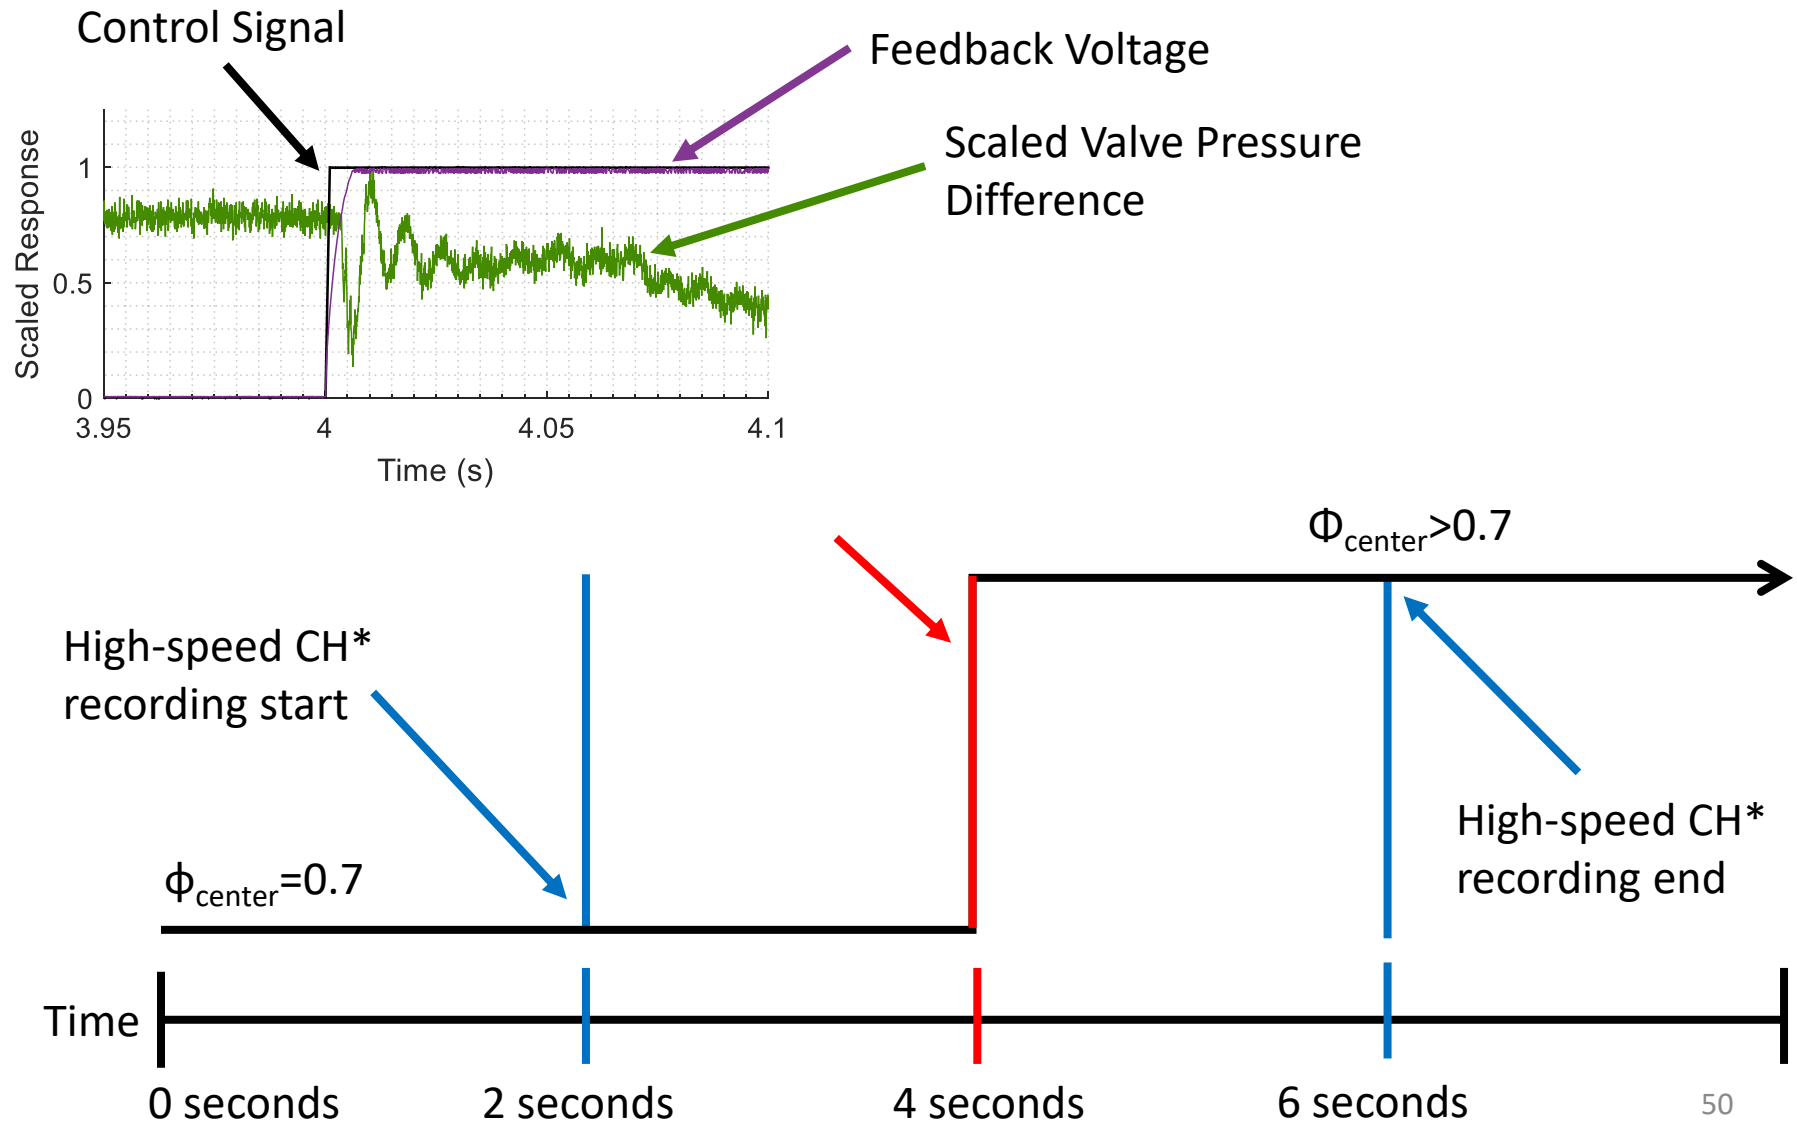 Control Signal
Feedback Voltage
Scaled Valve Pressure
Difference
Scaled Response
1
0.5
0
3.95
4
4.05
4.1
Time (s)
Φcenter>0.7
High-speed CH*
recording start
High-speed CH*
recording end
ϕcenter=0.7
Time
0 seconds
2 seconds
4 seconds
6 seconds
50